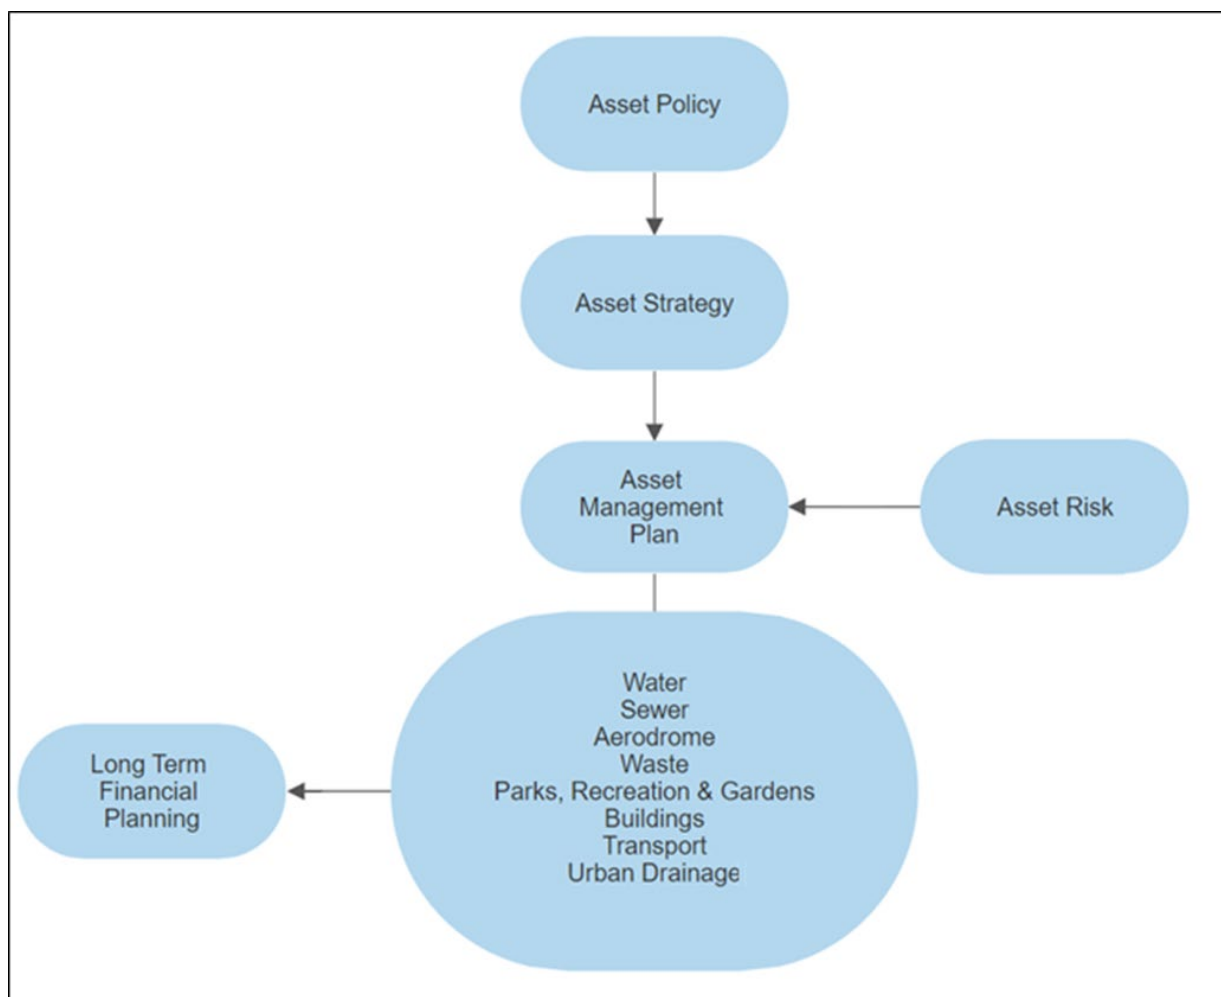 Asset Policy
Asset Strategy
Asset
Management
Plan
Asset Risk
Water
Sewer
Aerodrome
Waste
Parks, Recreation & Gardens
Buildings
Transport
Urban Drainage
Long Term
Financial
Planning